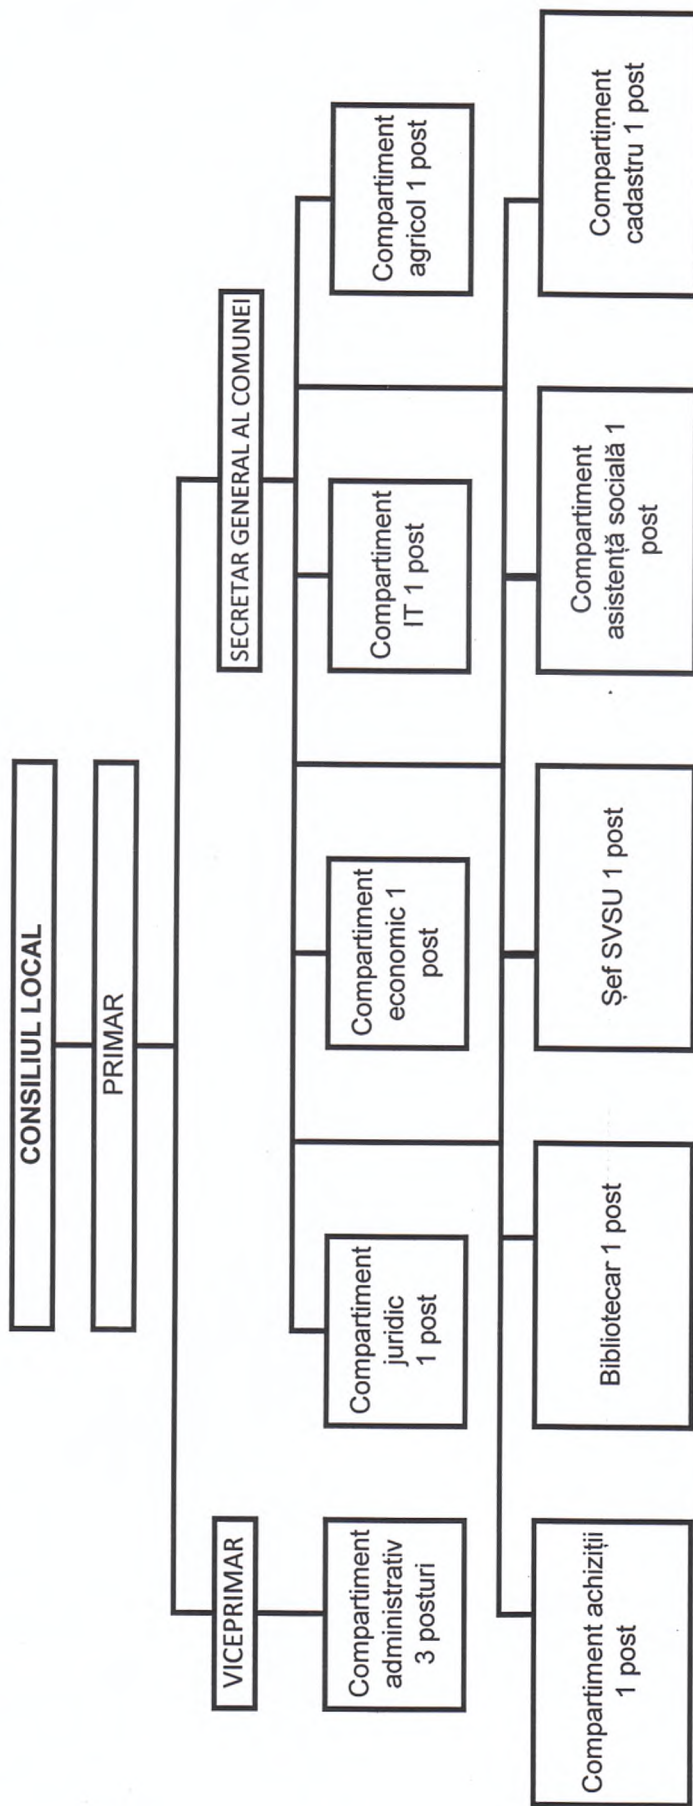 CONSILIUL LOCAL
PRIMAR
VICEPRIMAR
SECRETAR GENERAL AL COMUNEI
Compartiment
administrativ
3 posturi
Compartiment
juridic
1 post
Compartiment
economic 1
post
Compartiment
IT 1 post
Compartiment
agricol 1 post
Compartiment achiziții
1 post
Bibliotecar 1 post
Șef SVSU 1 post
Compartiment
asistență socială 1
post
Compartiment
cadastru 1 post